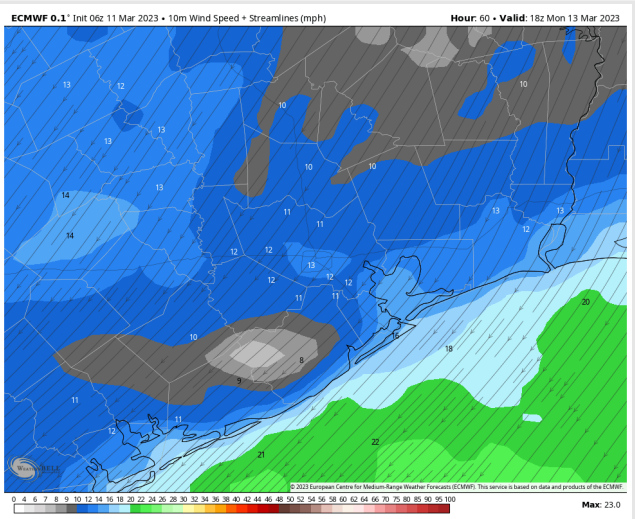 ECMWF 0.1° Init 06z 11 Mar 2023 • 10m Wind Speed + Streamlines (mph) Hour: 60 • Valid: 18z Mon 13 Mar 2023
13 12 10
10
13
13
10 10
13
14 11 13 13
11 12
14
12 12
13
12 12 12
11 11
20
10 16
18
8
9
11
11
12
22
21
WeatherBELL
© 2023 European Centre for Medium-Range Weather Forecasts (ECMWF). This service is based on data and products of the ECMWF.
0 4 6 7 8 9 10 12 14 16 18 20 22 24 26 28 30 32 34 36 38 40 42 44 46 48 50 52 54 56 58 60 62 64 66 68 70 75 80 85 90 95 100 Max: 23.0